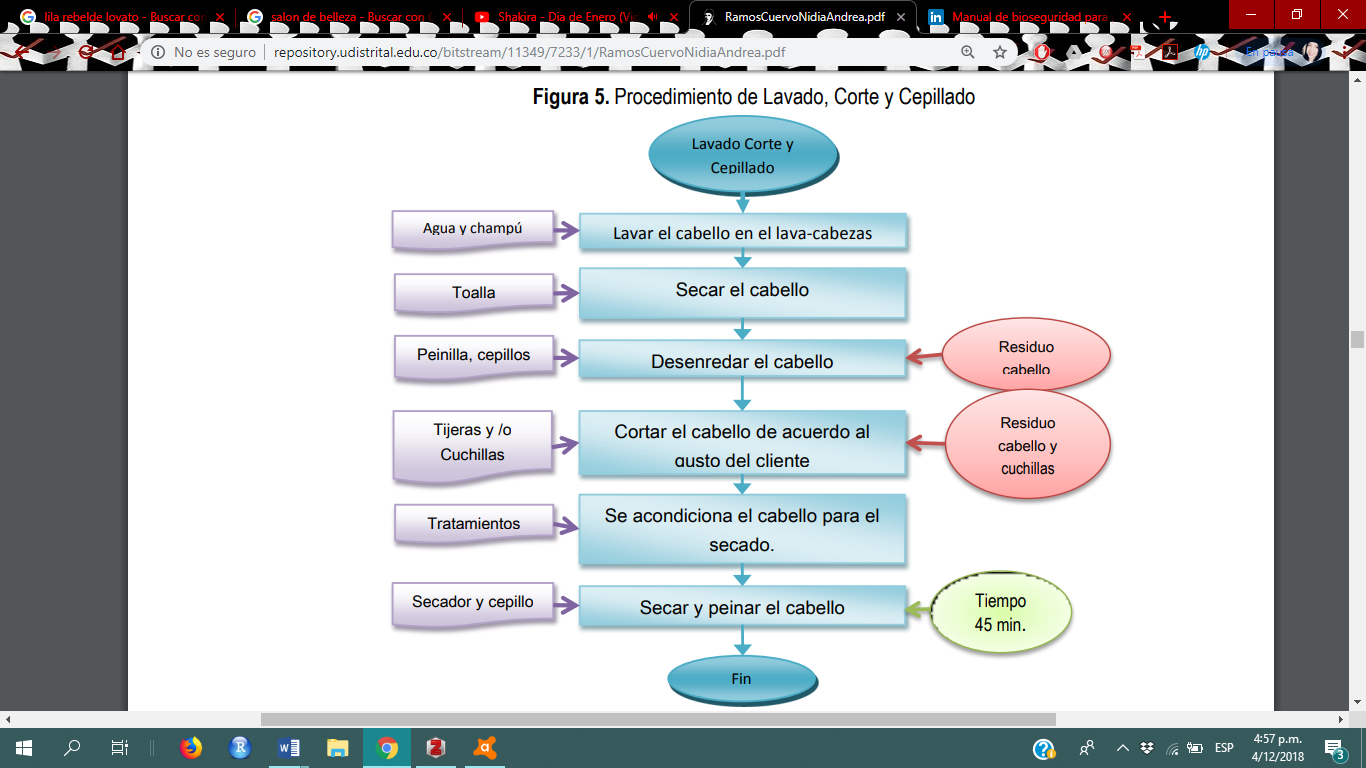 lila rebelde lovato - Buscar co
salon de belleza - Buscar con
Shakira - Dia de Enero (Vi
RamosCuervoNidiaAndrea.pdf
Manual de bioseguridad para
No es seguro
repository.udistrital.edu.co/bitstream/11349/7233/1/RamosCuervoNidiaAndrea.pdf
En pausa
Figura 5. Procedimiento de Lavado, Corte y Cepillado
Lavado Corte y
Cepillado
Agua y champú
Lavar el cabello en el lava-cabezas
Toalla
Secar el cabello
Peinilla, cepillos
Desenredar el cabello
Residuo
cabello
Tijeras y /o
Cuchillas
Cortar el cabello de acuerdo al
gusto del cliente
Residuo
cabello y
cuchillas
Tratamientos
Se acondiciona el cabello para el
secado.
Secador y cepillo
Secar y peinar el cabello
Tiempo
45 min.
Fin
ESP
4:57 p.m.
4/12/2018
3